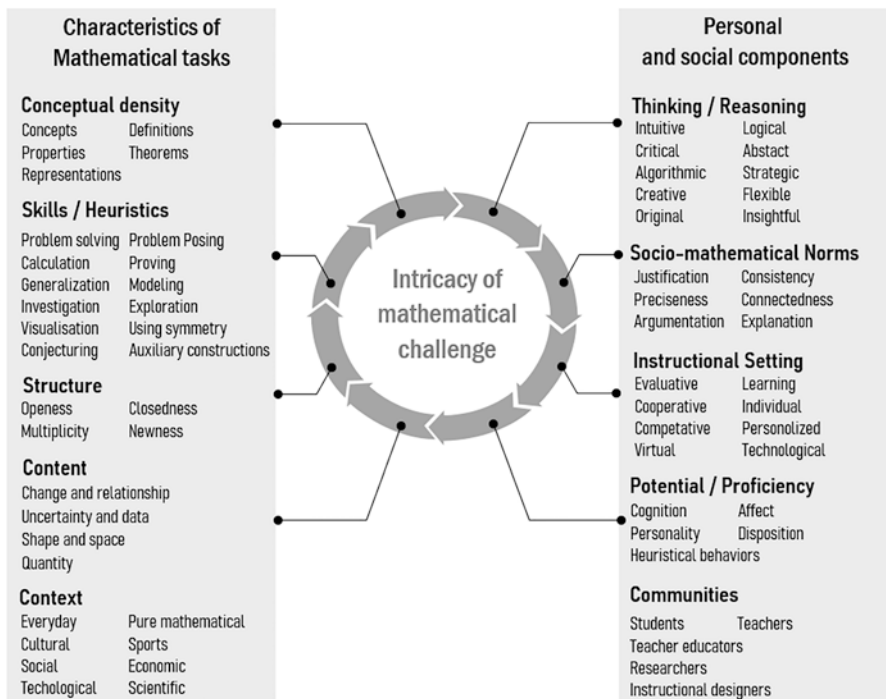 Characteristics of
Mathematical tasks
Conceptual density
Concepts Definitions
Properties Theorems
Representations
Skills / Heuristics
Problem solving Problem Posing
Calculation Proving
Generalization Modeling
Investigation Exploration
Visualisation Using symmetry
Conjecturing Auxiliary constructions
Structure
Openess Closedness
Multiplicity Newness
Content
Change and relationship
Uncertainty and data
Shape and space
Quantity
Context
Everyday Pure mathematical
Cultural Sports
Social Economic
Techological Scientific
Intricacy of
mathematical
challenge
Personal
and social components
Thinking / Reasoning
Intuitive Logical
Critical Abstact
Algorithmic Strategic
Creative Flexible
Original Insightful
Socio-mathematical Norms
Justification Consistency
Preciseness Connectedness
Argumentation Explanation
Instructional Setting
Evaluative Learning
Cooperative Individual
Competative Personolized
Virtual Technological
Potential / Proficiency
Cognition Affect
Personality Disposition
Heuristical behaviors
Communities
Students Teachers
Teacher educators
Researchers
Instructional designers